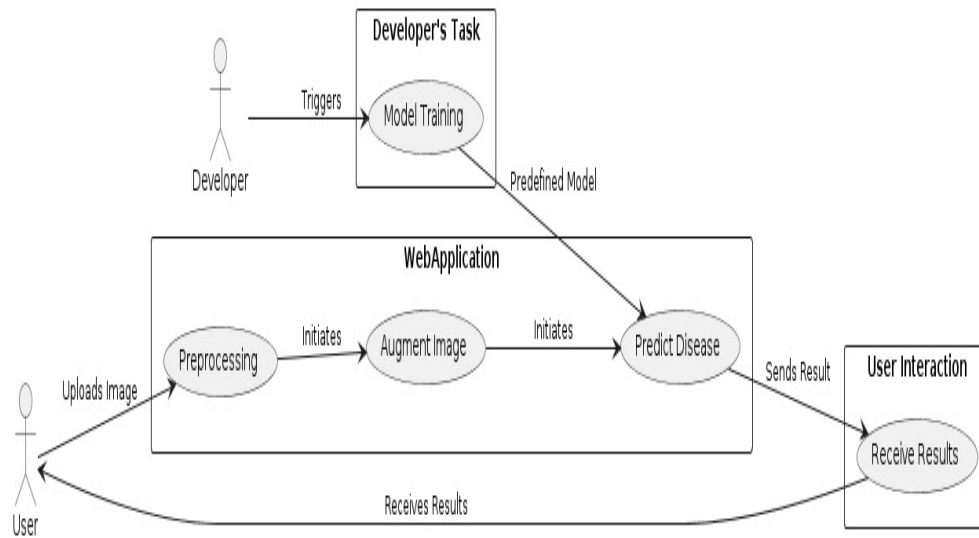 Developer's Task
Triggers
Model Training
Developer
Predefined Model
WebApplication
Initiates
Initiates
Preprocessing
Augment Image
Predict Disease
Uploads Image
Sends Result
User Interaction
Receive Results
Receives Results
User